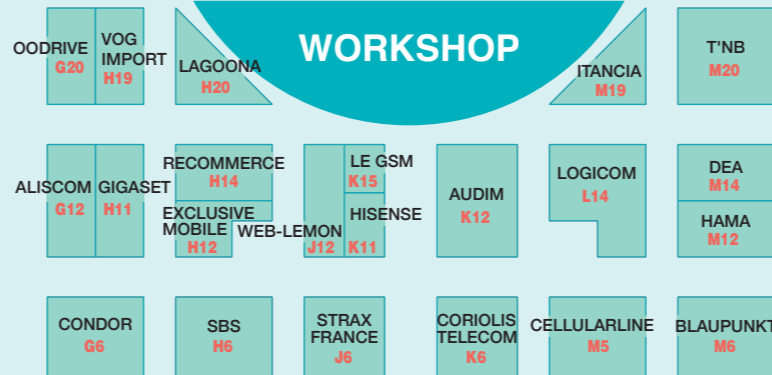 WORKSHOP
OODRIVE
G20
VOG
IMPORT
H19
LAGOONA
H20
ITANCIA
M19
T'NB
M20
ALISCOM
G12
GIGASET
H11
RECOMMERCE
H14
EXCLUSIVE
MOBILE
H12
WEB-LEMON
J12
LE GSM
K15
HISENSE
K11
AUDIM
K12
LOGICOM
L14
DEA
M14
HAMA
M12
CONDOR
G6
SBS
H6
STRAX
FRANCE
J6
CORIOLIS
TELECOM
K6
CELLULARLINE
M5
BLAUPUNKT
M6